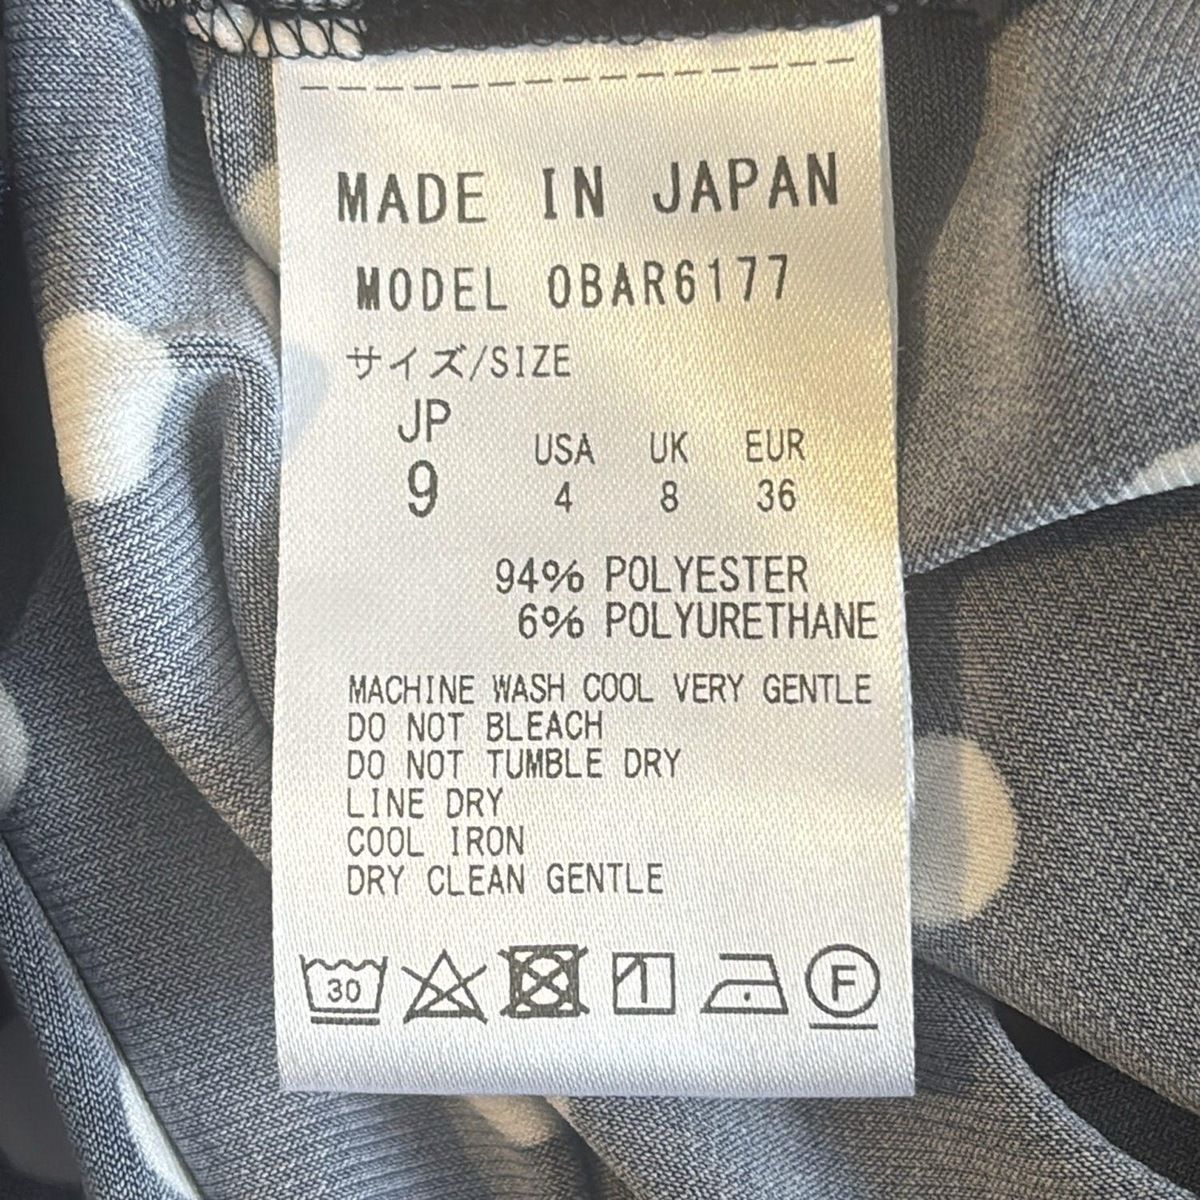 MADE IN JAPAN
MODEL OBAR6177
サイズ/SIZE
JP USA UK EUR
9 4 8 36
94% POLYESTER
6% POLYURETHANE
MACHINE WASH COOL VERY GENTLE
DO NOT BLEACH
DO NOT TUMBLE DRY
LINE DRY
COOL IRON
DRY CLEAN GENTLE
30 F